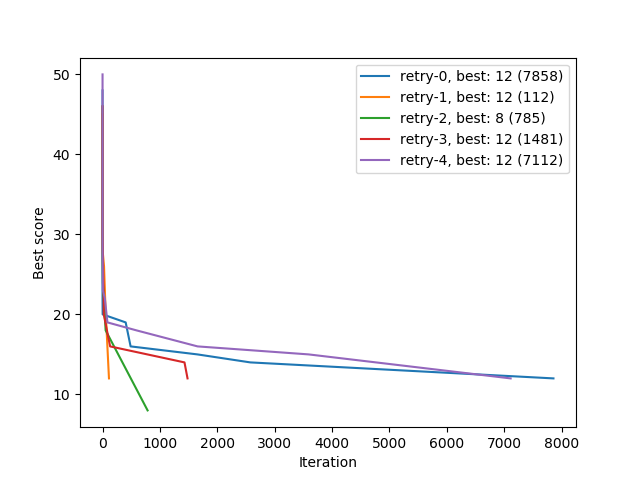 50
40
30
20
10
Best score
0
1000
2000
3000
4000
5000
6000
7000
8000
Iteration
retry-0, best: 12 (7858)
retry-1, best: 12 (112)
retry-2, best: 8 (785)
retry-3, best: 12 (1481)
retry-4, best: 12 (7112)